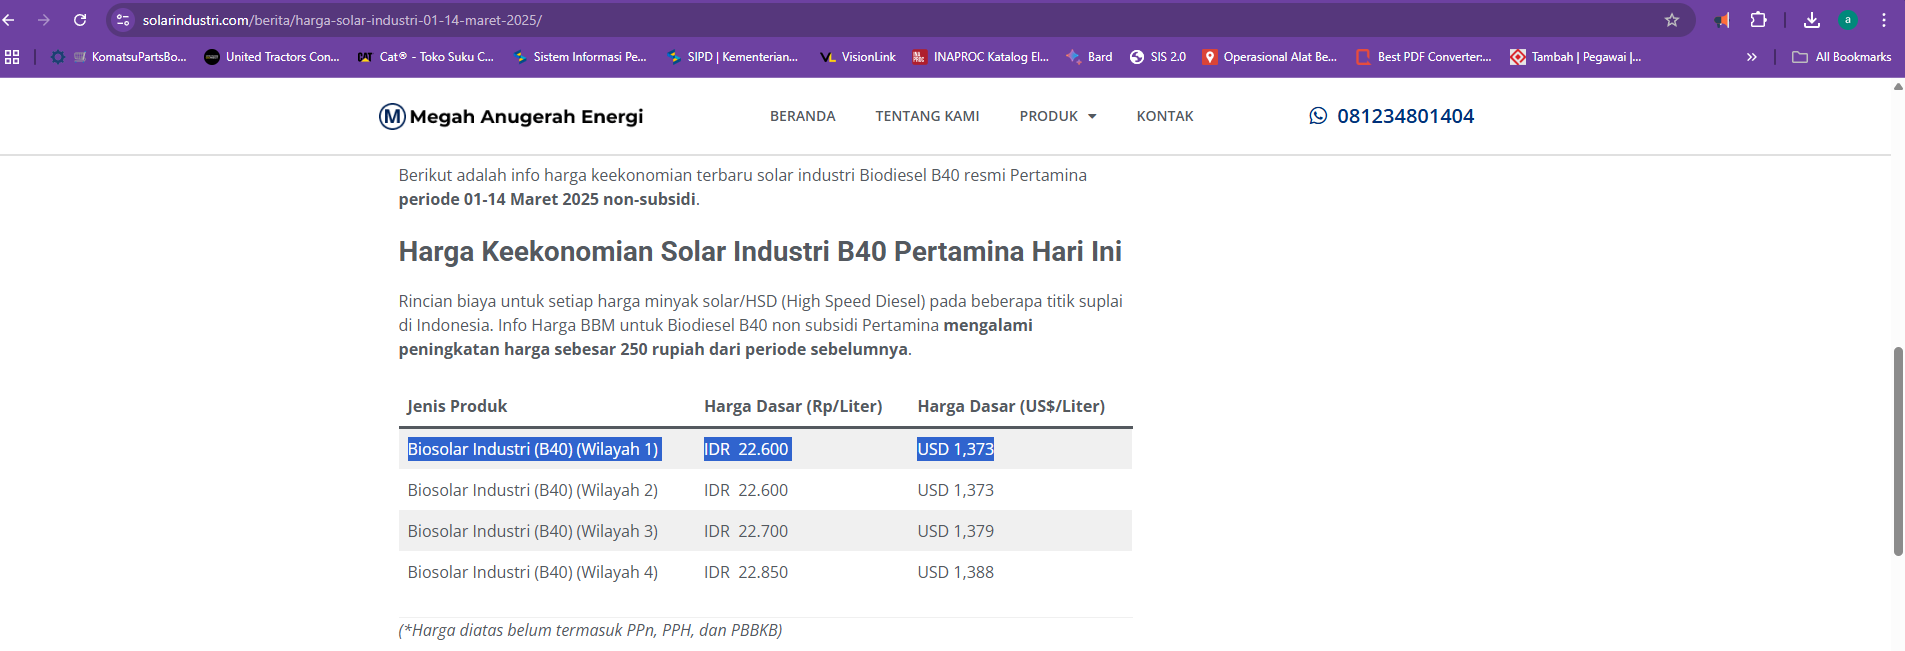 solarindustri.com/berita/harga-solar-industri-01-14-maret-2025/
a
KomatsuPartsBo...
United Tractors Con...
CAT
Cat® - Toko Suku C...
Sistem Informasi Pe...
SIPD | Kementerian...
VisionLink
INAPROC Katalog El...
Bard
SIS 2.0
Operasional Alat Be...
Best PDF Converter:...
Tambah | Pegawai |...
»
All Bookmarks
M Megah Anugerah Energi
BERANDA
TENTANG KAMI
PRODUK
KONTAK
081234801404
Berikut adalah info harga keekonomian terbaru solar industri Biodiesel B40 resmi Pertamina
periode 01-14 Maret 2025 non-subsidi.
Harga Keekonomian Solar Industri B40 Pertamina Hari Ini
Rincian biaya untuk setiap harga minyak solar/HSD (High Speed Diesel) pada beberapa titik suplai
di Indonesia. Info Harga BBM untuk Biodiesel B40 non subsidi Pertamina mengalami
peningkatan harga sebesar 250 rupiah dari periode sebelumnya.
Jenis Produk Harga Dasar (Rp/Liter) Harga Dasar (US$/Liter)
Biosolar Industri (B40) (Wilayah 1) IDR 22.600 USD 1,373
Biosolar Industri (B40) (Wilayah 2) IDR 22.600 USD 1,373
Biosolar Industri (B40) (Wilayah 3) IDR 22.700 USD 1,379
Biosolar Industri (B40) (Wilayah 4) IDR 22.850 USD 1,388
(*Harga diatas belum termasuk PPn, PPH, dan PBBKB)